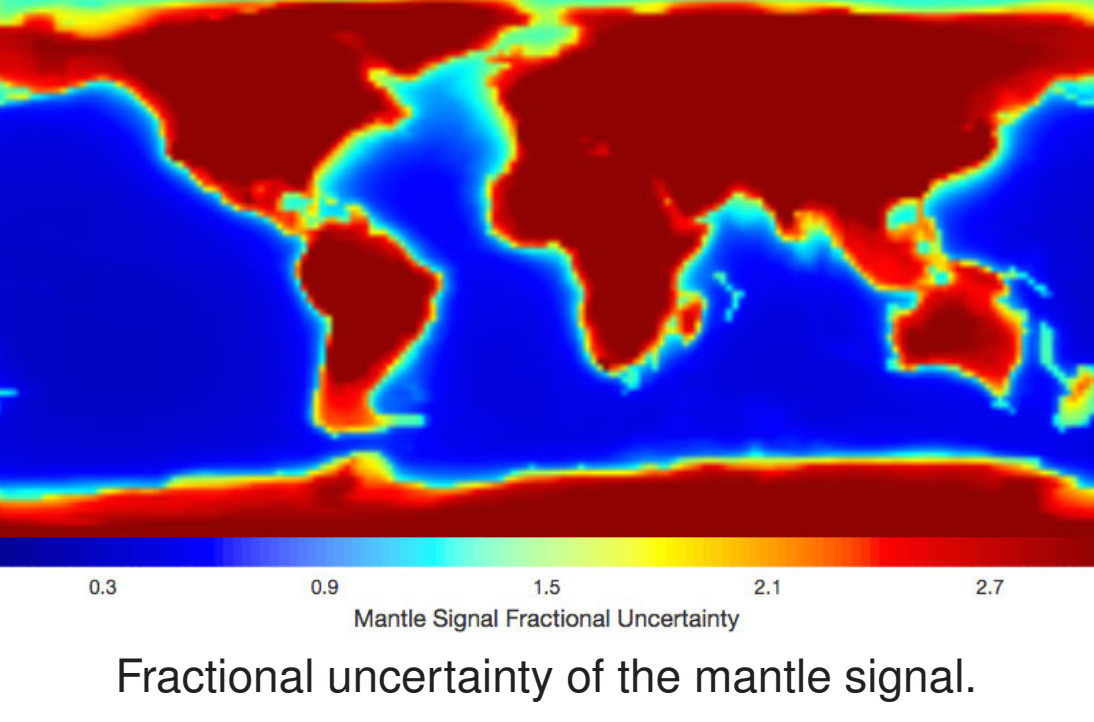 0.3 0.9 1.5 2.1 2.7
Mantle Signal Fractional Uncertainty
Fractional uncertainty of the mantle signal.